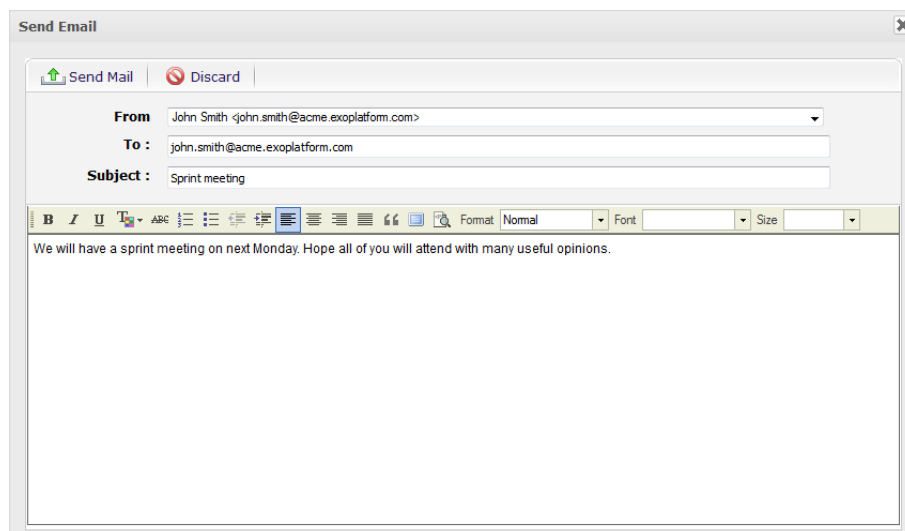 Send Email
Send Mail Discard
From John Smith <john.smith@acme.exoplatform.com>
To : john.smith@acme.exoplatform.com
Subject : Sprint meeting
B I U T ABC Format Normal Font Size
We will have a sprint meeting on next Monday. Hope all of you will attend with many useful opinions.